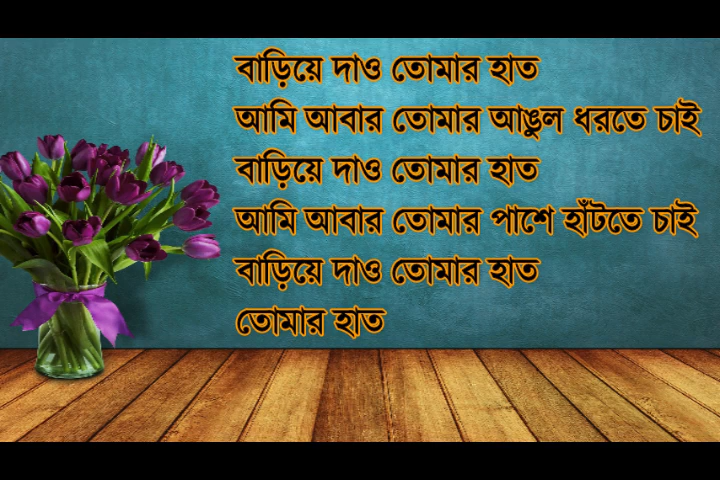 বাড়িয়ে দাও তোমার হাত
আমি আবার তোমার আঙুল ধরতে চাই
বাড়িয়ে দাও তোমার হাত
আমি আবার তোমার পাশে হাঁটতে চাই
বাড়িয়ে দাও তোমার হাত
তোমার হাত